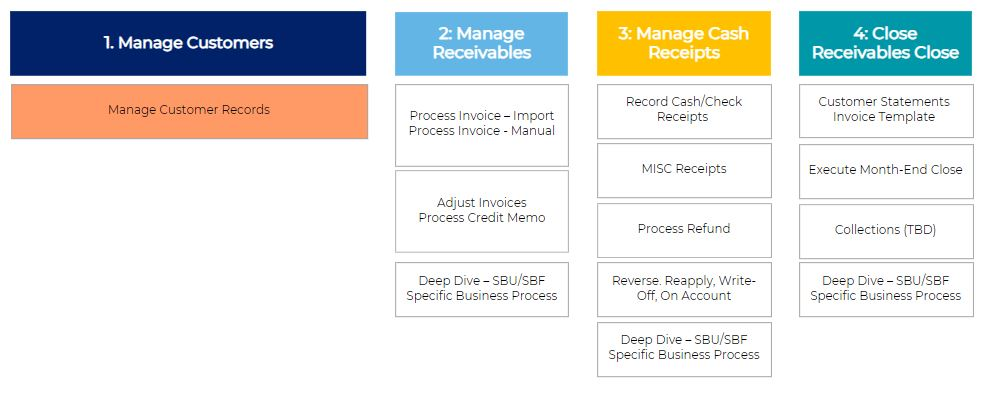 1. Manage Customers
Manage Customer Records
2: Manage
Receivables
Process Invoice – Import
Process Invoice - Manual
Adjust Invoices
Process Credit Memo
Deep Dive – SBU/SBF
Specific Business Process
3: Manage Cash
Receipts
Record Cash/Check
Receipts
MISC Receipts
Process Refund
Reverse. Reapply, Write-
Off, On Account
Deep Dive – SBU/SBF
Specific Business Process
4: Close
Receivables Close
Customer Statements
Invoice Template
Execute Month-End Close
Collections (TBD)
Deep Dive – SBU/SBF
Specific Business Process